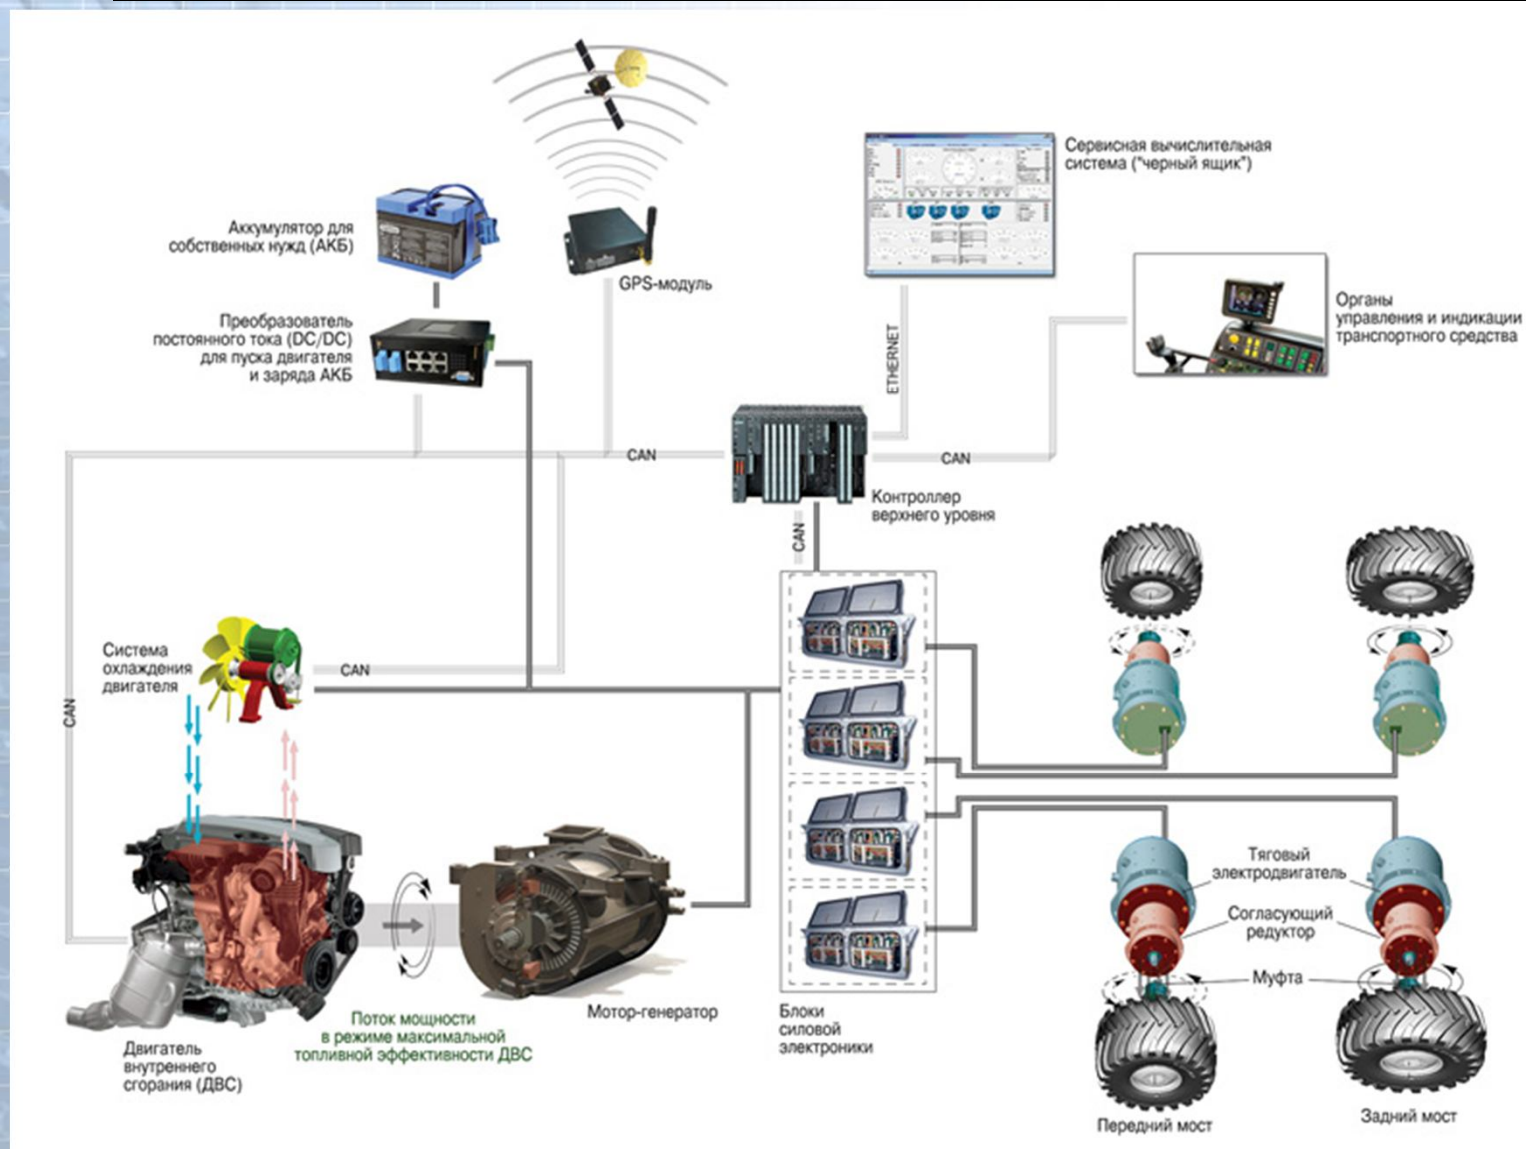 Сервисная вычислительная
система ("черный ящик")
Аккумулятор для
собственных нужд (АКБ)
GPS-модуль
Органы
управления и индикации
транспортного средства
Преобразователь
постоянного тока (DC/DC)
для пуска двигателя
и заряда АКБ
ETHERNET
CAN
CAN
Контроллер
верхнего уровня
CAN
Система
охлаждения
двигателя
CAN
CAN
Тяговый
электродвигатель
Согласующий
редуктор
Муфта
Мотор-генератор
Блоки
силовой
электроники
Поток мощности
в режиме максимальной
топливной эффективности ДВС
Двигатель
внутреннего
сгорания (ДВС)
Передний мост
Задний мост